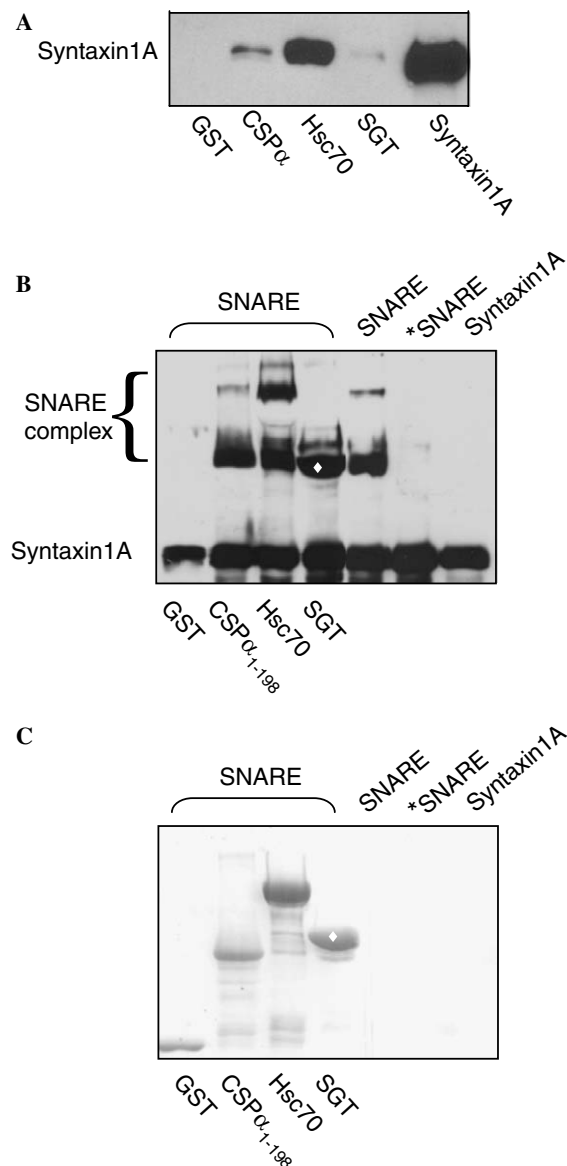 A
Syntaxin1A
GST
CSPα
Hsc70
SGT
Syntaxin1A
B
SNARE
SNARE
*SNARE
Syntaxin1A
SNARE
complex
Syntaxin1A
GST
CSPα1-198
Hsc70
SGT
C
SNARE
SNARE
*SNARE
Syntaxin1A
GST
CSPα1-198
Hsc70
SGT